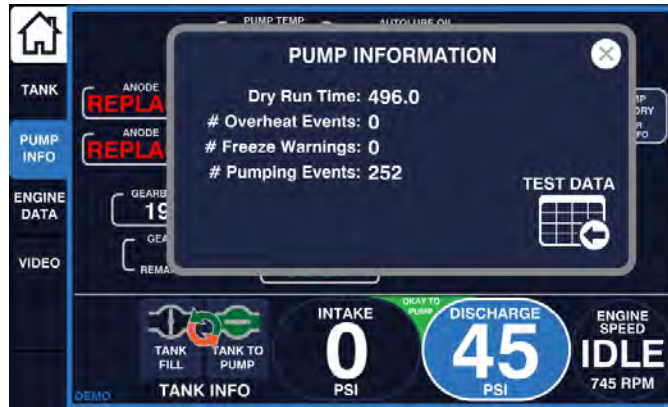 PUMP TEMP
AUTOLUBE OIL
PUMP INFORMATION
Dry Run Time: 496.0
# Overheat Events: 0
# Freeze Warnings: 0
# Pumping Events: 252
TEST DATA
TANK
PUMP
INFO
ENGINE
DATA
VIDEO
ANODE
ANODE
INTAKE
0
PSI
OKAY TO
PUMP
DISCHARGE
45
PSI
ENGINE
SPEED
IDLE
745 RPM
TANK
FILL
TANK TO
PUMP
TANK INFO
DEMO